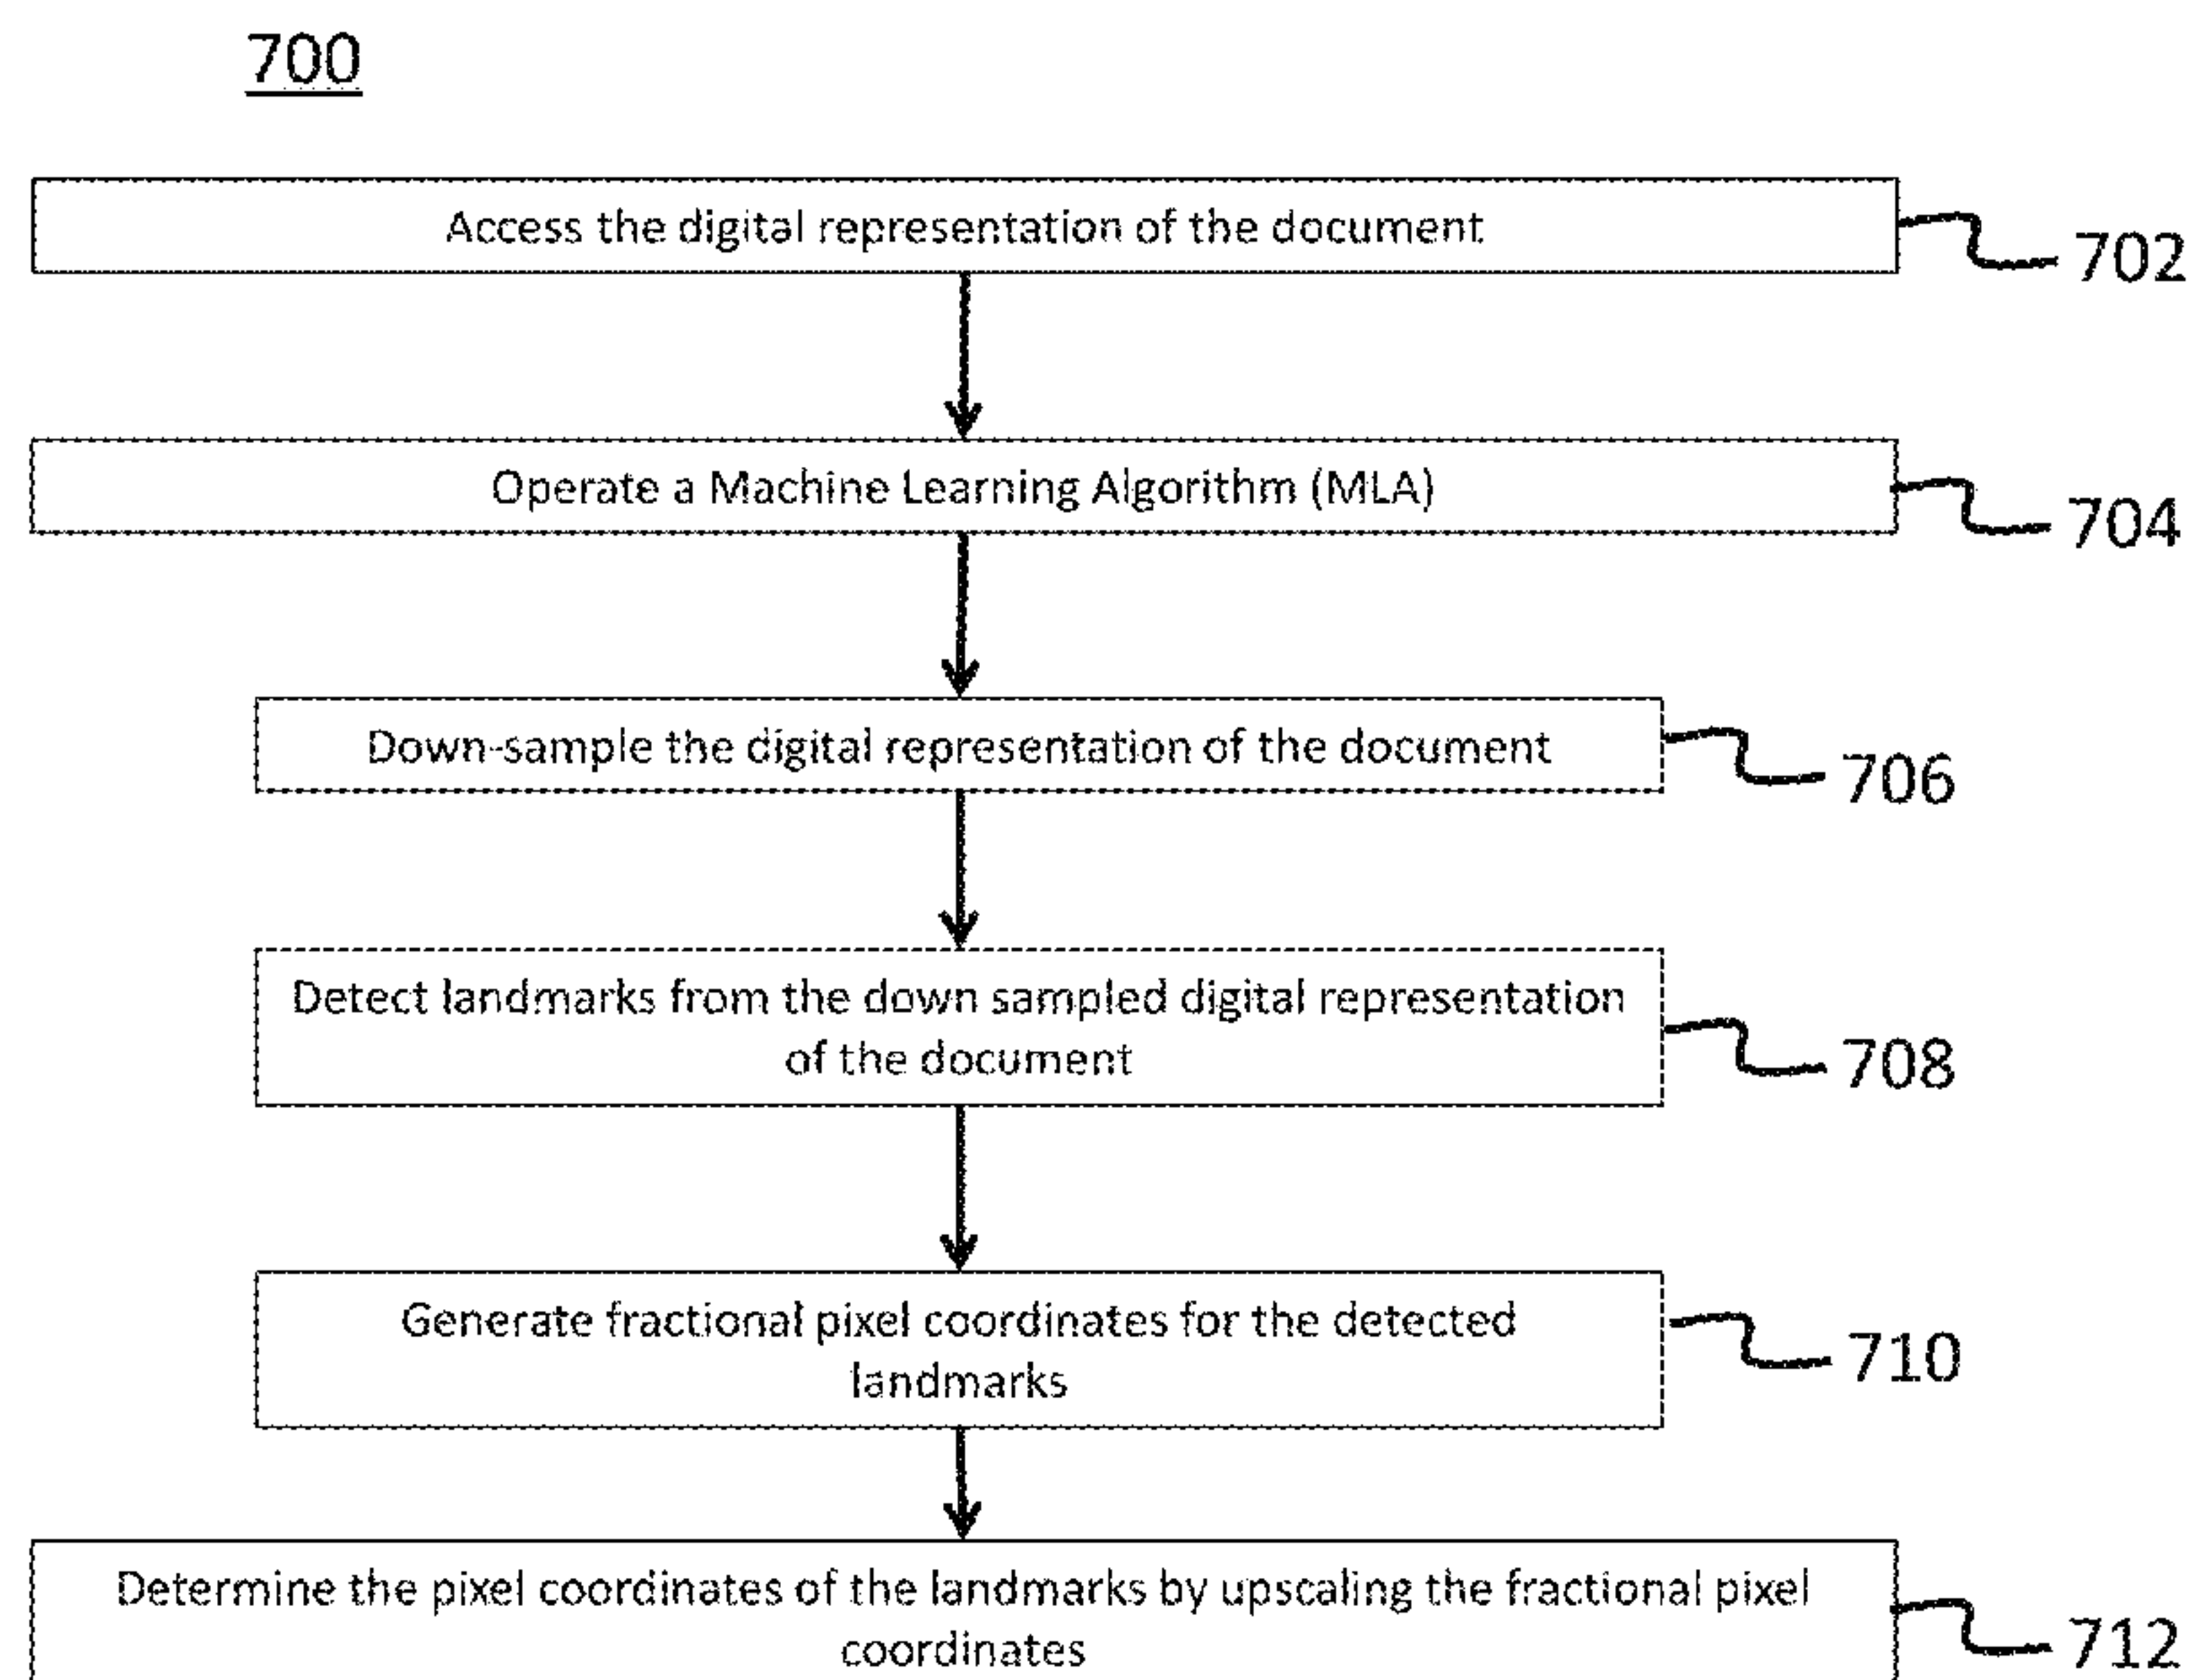 700
Access the digital representation of the document
702
Operate a Machine Learning Algorithm (MLA)
704
Down-sample the digital representation of the document
706
Detect landmarks from the down sampled digital representation
of the document
708
Generate fractional pixel coordinates for the detected
landmarks
710
Determine the pixel coordinates of the landmarks by upscaling the fractional pixel
coordinates
712